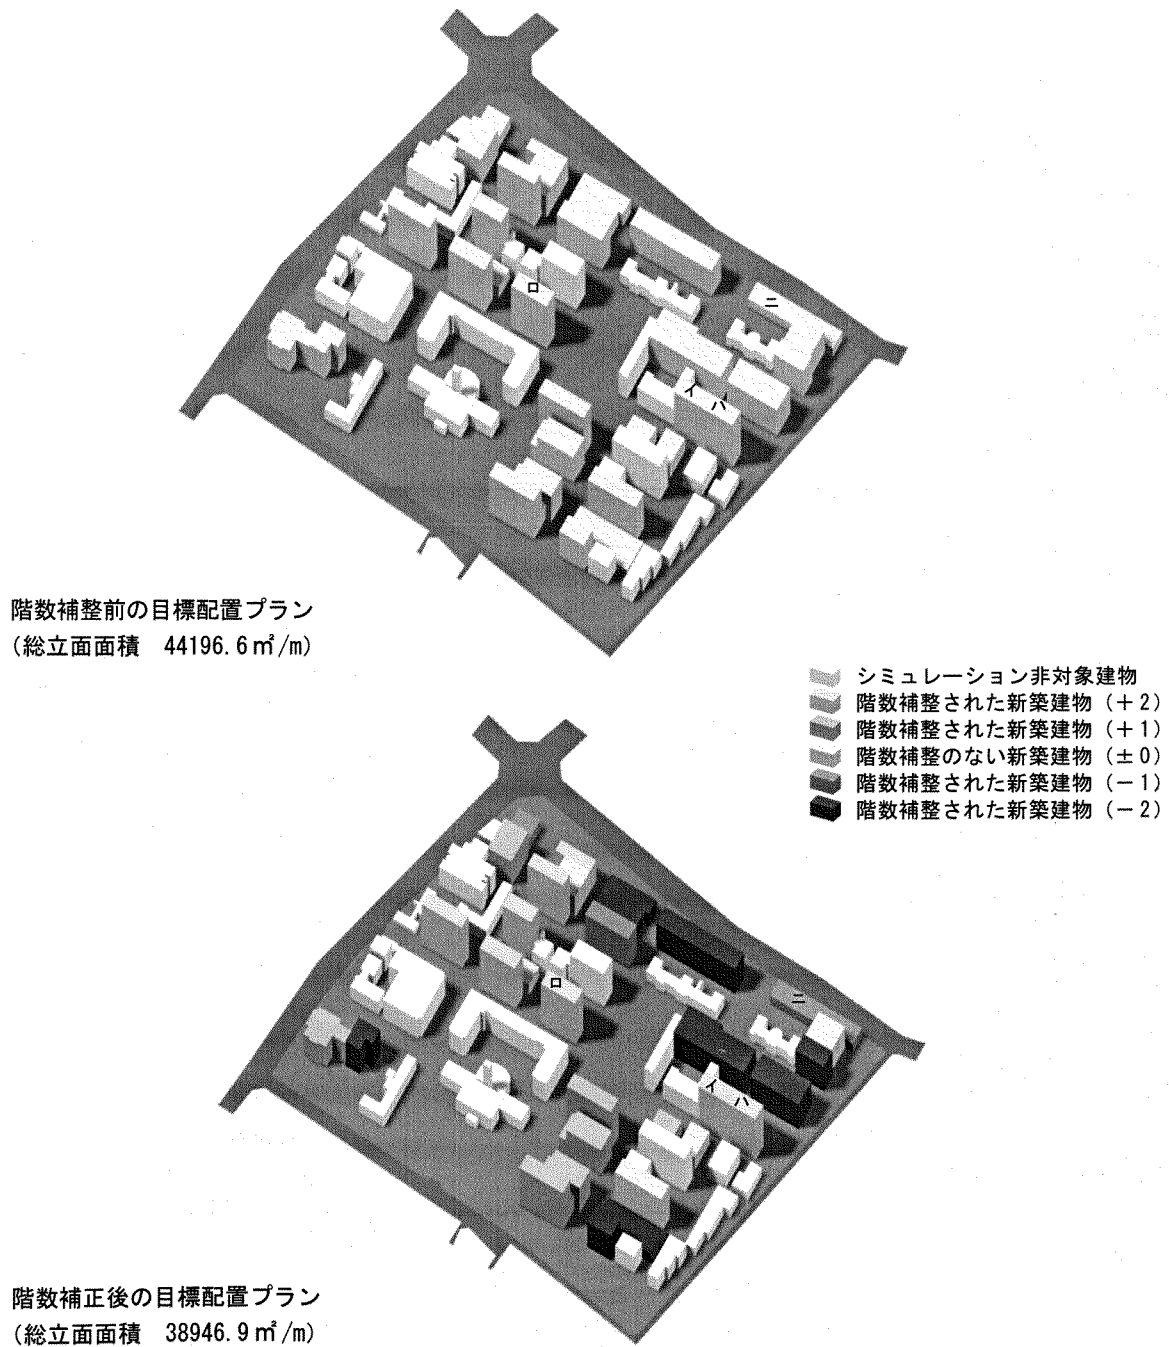 ニ
ロ
イ
ハ
階数補整前の目標配置プラン
(総立面面積 44196.6㎡/m)
シミュレーション非対象建物
階数補整された新築建物 (+2)
階数補整された新築建物 (+1)
階数補整のない新築建物 (±0)
階数補整された新築建物 (-1)
階数補整された新築建物 (-2)
ロ
ニ
イ
ハ
階数補正後の目標配置プラン
(総立面面積 38946.9㎡/m)